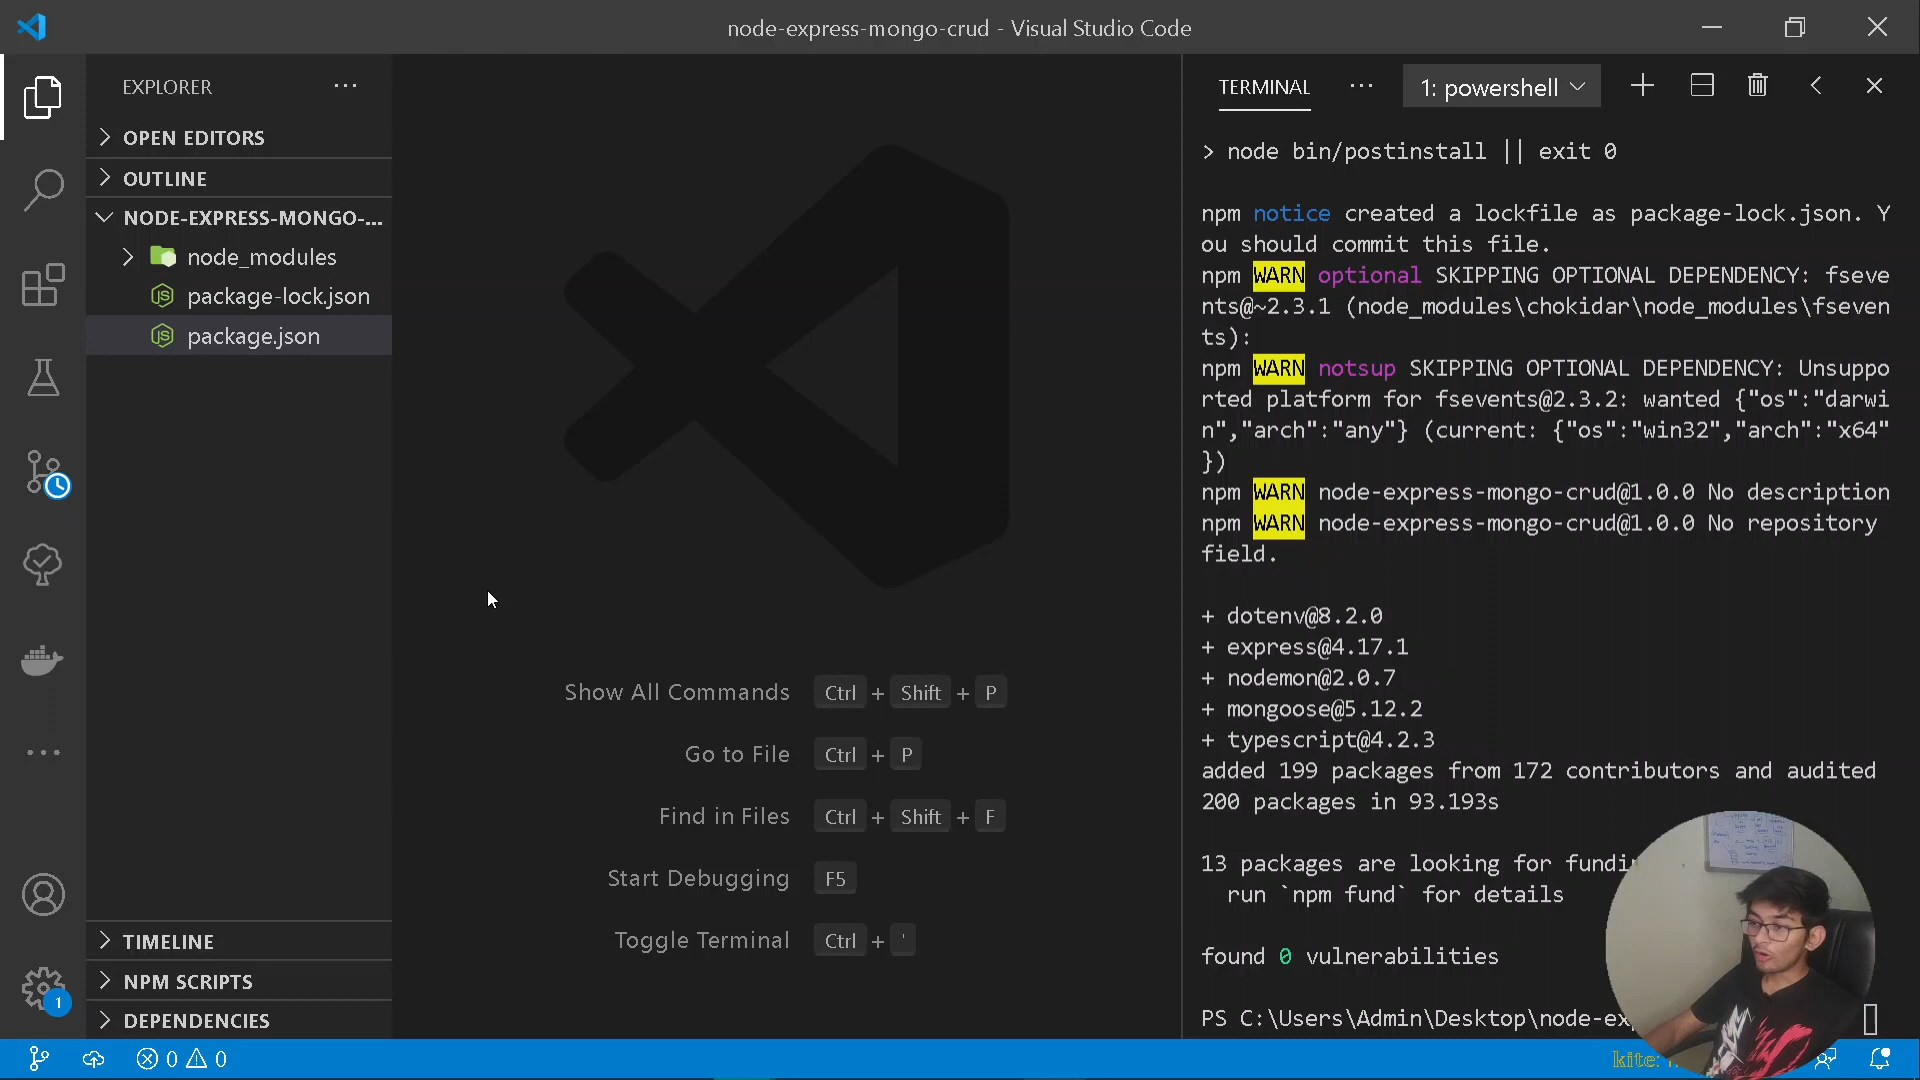 node-express-mongo-crud - Visual Studio Code
EXPLORER
OPEN EDITORS
OUTLINE
NODE-EXPRESS-MONGO-...
node_modules
package-lock.json
package.json
TIMELINE
NPM SCRIPTS
DEPENDENCIES
1
Show All Commands Ctrl + Shift + P
Go to File Ctrl + P
Find in Files Ctrl + Shift + F
Start Debugging F5
Toggle Terminal Ctrl + '
TERMINAL
1: powershell
> node bin/postinstall || exit 0
npm notice created a lockfile as package-lock.json. Y
ou should commit this file.
npm WARN optional SKIPPING OPTIONAL DEPENDENCY: fseve
nts@~2.3.1 (node_modules\chokidar\node_modules\fseven
ts):
npm WARN notsup SKIPPING OPTIONAL DEPENDENCY: Unsuppo
rted platform for fsevents@2.3.2: wanted {"os":"darwi
n","arch":"any"} (current: {"os":"win32","arch":"x64"
})
npm WARN node-express-mongo-crud@1.0.0 No description
npm WARN node-express-mongo-crud@1.0.0 No repository
field.
+ dotenv@8.2.0
+ express@4.17.1
+ nodemon@2.0.7
+ mongoose@5.12.2
+ typescript@4.2.3
added 199 packages from 172 contributors and audited
200 packages in 93.193s
13 packages are looking for fundi
run `npm fund` for details
found 0 vulnerabilities
PS C:\Users\Admin\Desktop\node-ex
0 0
kite: